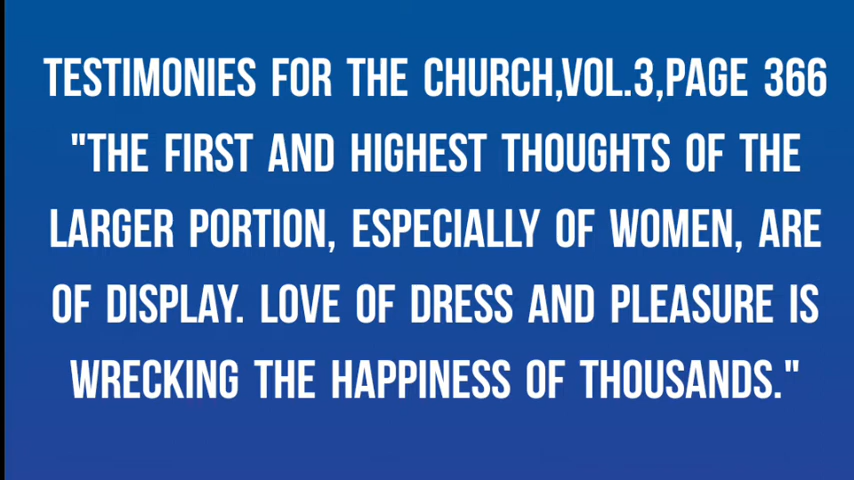 TESTIMONIES FOR THE CHURCH,VOL.3,PAGE 366
"THE FIRST AND HIGHEST THOUGHTS OF THE
LARGER PORTION, ESPECIALLY OF WOMEN, ARE
OF DISPLAY. LOVE OF DRESS AND PLEASURE IS
WRECKING THE HAPPINESS OF THOUSANDS."